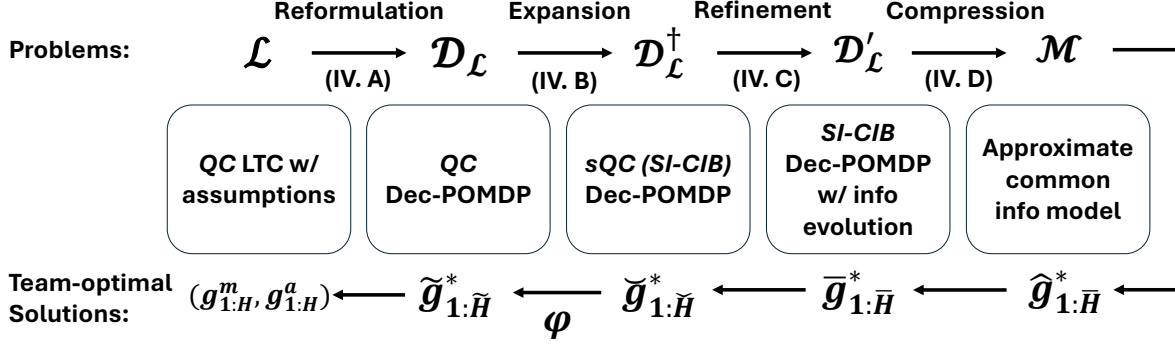 Reformulation Expansion Refinement Compression
Problems: ℒ 𝒟_ℒ 𝒟_ℒ^† 𝒟_ℒ′ ℳ
(IV. A) (IV. B) (IV. C) (IV. D)
QC LTC w/
assumptions
QC
Dec-POMDP
sQC (SI-CIB)
Dec-POMDP
SI-CIB
Dec-POMDP
w/ info
evolution
Approximate
common
info model
Team-optimal
Solutions:
(g^m_{1:H}, g^a_{1:H}) g̃*_{1:H̃} ğ*_{1:H̆} ḡ*_{1:H̅} ĝ*_{1:H̅}
φ